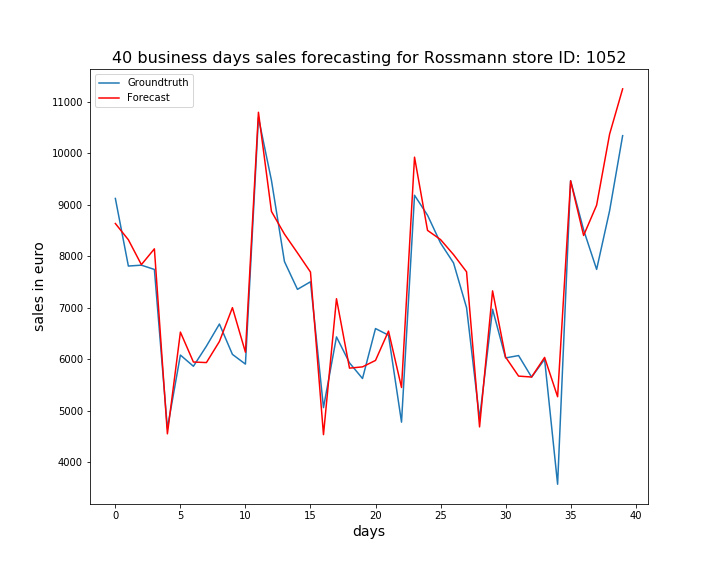 40 business days sales forecasting for Rossmann store ID: 1052
Groundtruth
Forecast
11000
10000
9000
8000
7000
6000
5000
4000
sales in euro
0 5 10 15 20 25 30 35 40
days